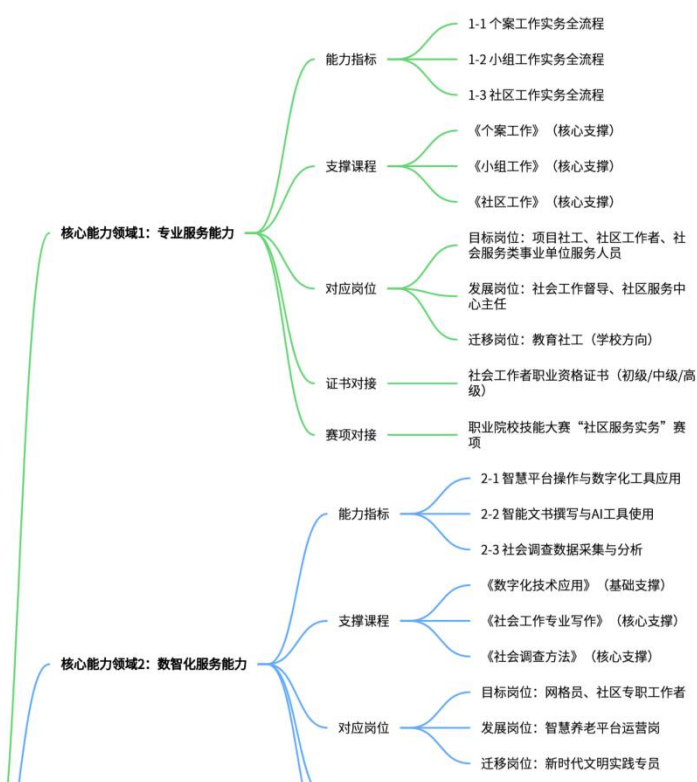 核心能力领域1：专业服务能力
能力指标
1-1 个案工作实务全流程
1-2 小组工作实务全流程
1-3 社区工作实务全流程
支撑课程
《个案工作》（核心支撑）
《小组工作》（核心支撑）
《社区工作》（核心支撑）
对应岗位
目标岗位：项目社工、社区工作者、社
会服务类事业单位服务人员
发展岗位：社会工作督导、社区服务中
心主任
迁移岗位：教育社工（学校方向）
证书对接
社会工作者职业资格证书（初级/中级/高
级）
赛项对接
职业院校技能大赛“社区服务实务”赛
项
核心能力领域2：数智化服务能力
能力指标
2-1 智慧平台操作与数字化工具应用
2-2 智能文书撰写与AI工具使用
2-3 社会调查数据采集与分析
支撑课程
《数字化技术应用》（基础支撑）
《社会工作专业写作》（核心支撑）
《社会调查方法》（核心支撑）
对应岗位
目标岗位：网格员、社区专职工作者
发展岗位：智慧养老平台运营岗
迁移岗位：新时代文明实践专员